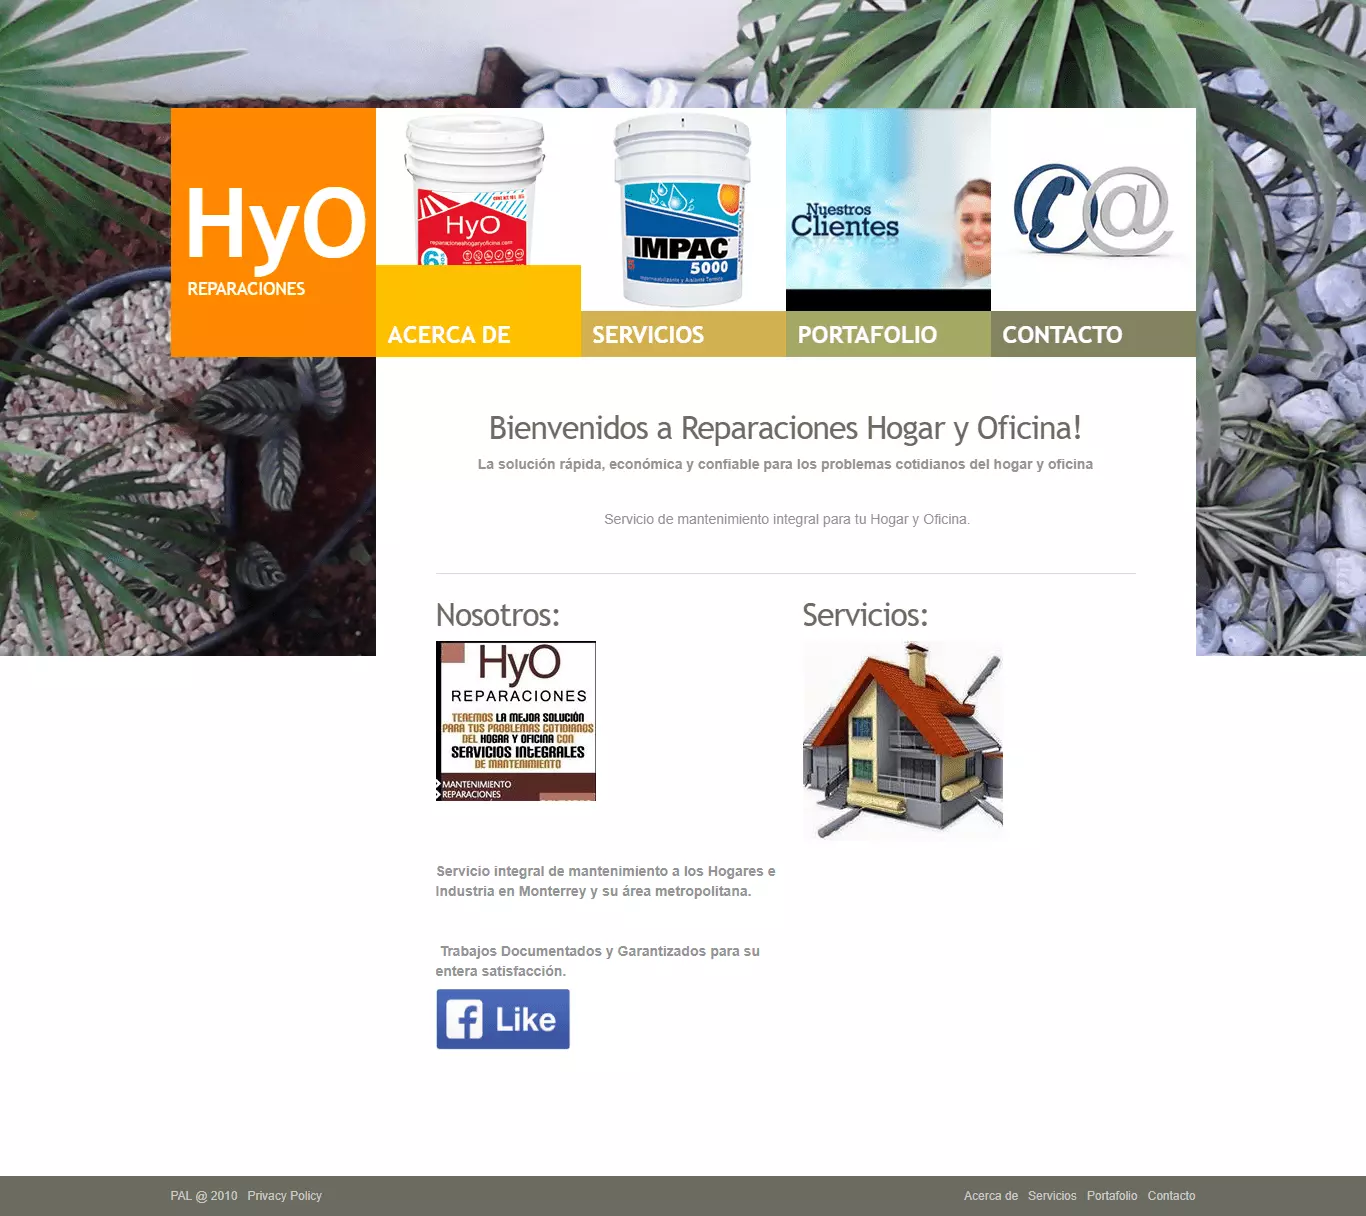 HyO
REPARACIONES
HyO
reparacioneshogaryoficina.com
6
IMPAC
5000
Nuestros
Clientes
@
ACERCA DE
SERVICIOS
PORTAFOLIO
CONTACTO
Bienvenidos a Reparaciones Hogar y Oficina!
La solución rápida, económica y confiable para los problemas cotidianos del hogar y oficina
Servicio de mantenimiento integral para tu Hogar y Oficina.
Nosotros:
HyO
REPARACIONES
TENEMOS LA MEJOR SOLUCIÓN
PARA TUS PROBLEMAS COTIDIANOS
DEL HOGAR Y OFICINA CON
SERVICIOS INTEGRALES
DE MANTENIMIENTO
MANTENIMIENTO
REPARACIONES
Servicios:
Servicio integral de mantenimiento a los Hogares e
Industria en Monterrey y su área metropolitana.
Trabajos Documentados y Garantizados para su
entera satisfacción.
f Like
PAL @ 2010 Privacy Policy
Acerca de Servicios Portafolio Contacto